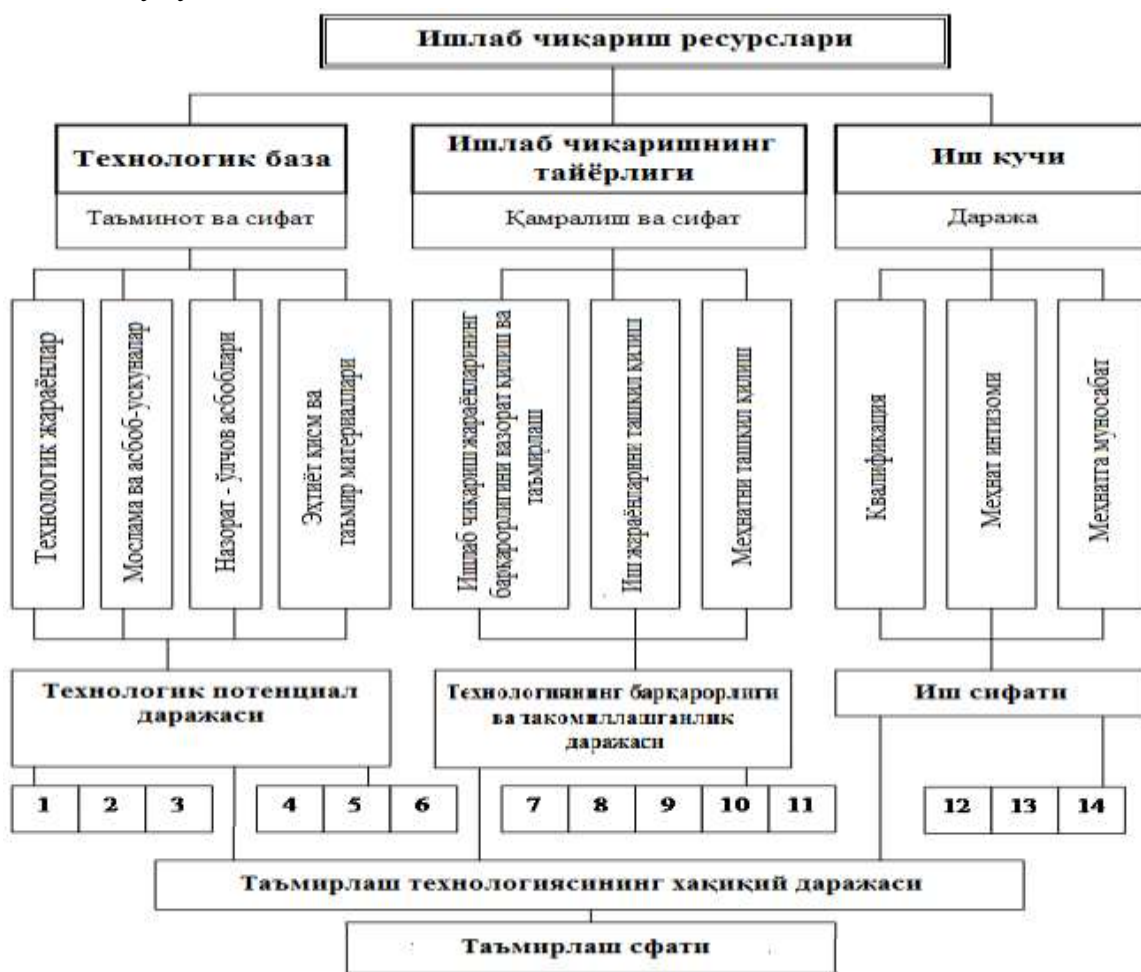 Ишлаб чиқариш ресурслари
Технологик база
Ишлаб чиқаришнинг
тайёрлиги
Иш кучи
Таъминот ва сифат
Қамралиш ва сифат
Даража
Технологик жараёнлар
Мослама ва асбоб-ускуналар
Назорат - ўлчов асбоблари
Эҳтиёт қисм ва
таъмир материаллари
Ишлаб чиқариш жараёнларининг
барқарорлигини назорат қилиш ва
таъмирлаш
Иш жараёнларини ташкил қилиш
Меҳнатни ташкил қилиш
Квалификация
Меҳнат интизоми
Меҳнатга муносабат
Технологик потенциал
даражаси
Технологиянинг барқарорлиги
ва такомиллашганлик
даражаси
Иш сифати
1 2 3 4 5 6 7 8 9 10 11 12 13 14
Таъмирлаш технологиясининг хақиқий даражаси
Таъмирлаш сфати